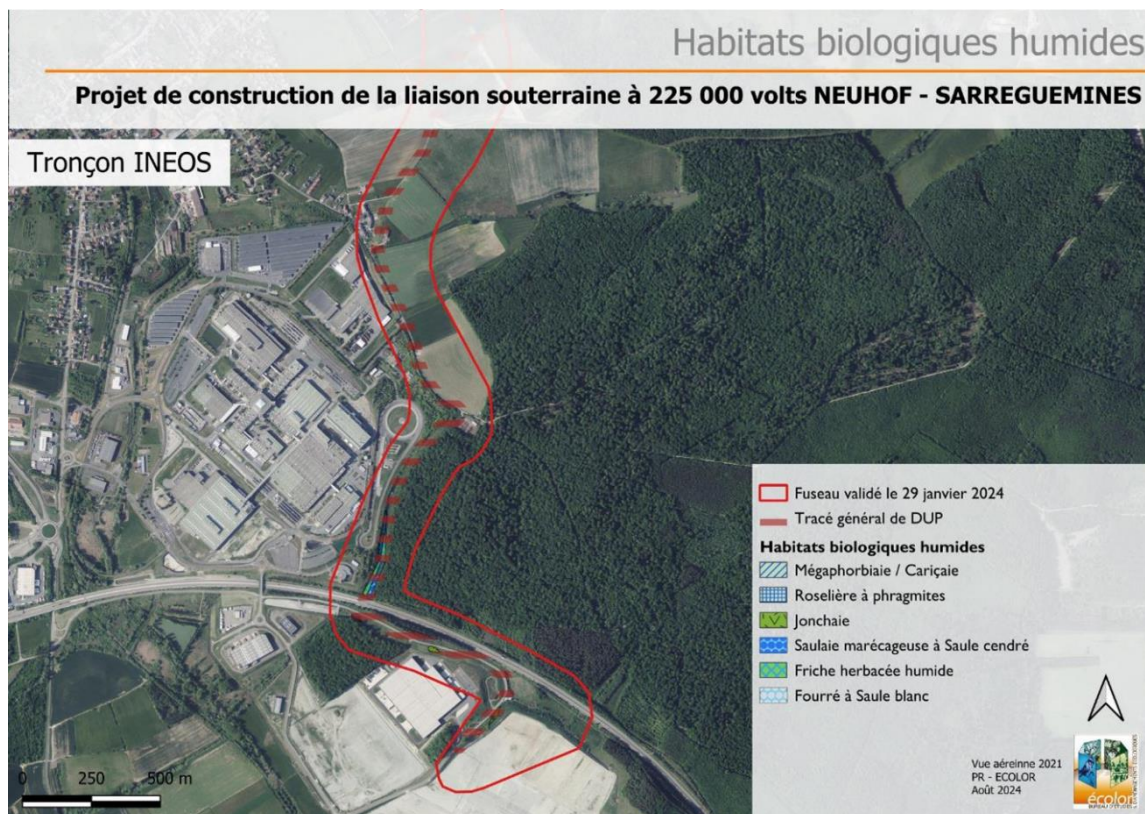 Habitats biologiques humides
Projet de construction de la liaison souterraine à 225 000 volts NEUHOF - SARREGUEMINES
Tronçon INEOS
Fuseau validé le 29 janvier 2024
Tracé général de DUP
Habitats biologiques humides
Mégaphorbiaie / Cariçaie
Roselière à phragmites
Jonchaie
Saulaie marécageuse à Saule cendré
Friche herbacée humide
Fourré à Saule blanc
0 250 500 m
Vue aéreinne 2021
PR - ECOLOR
Août 2024
écolor